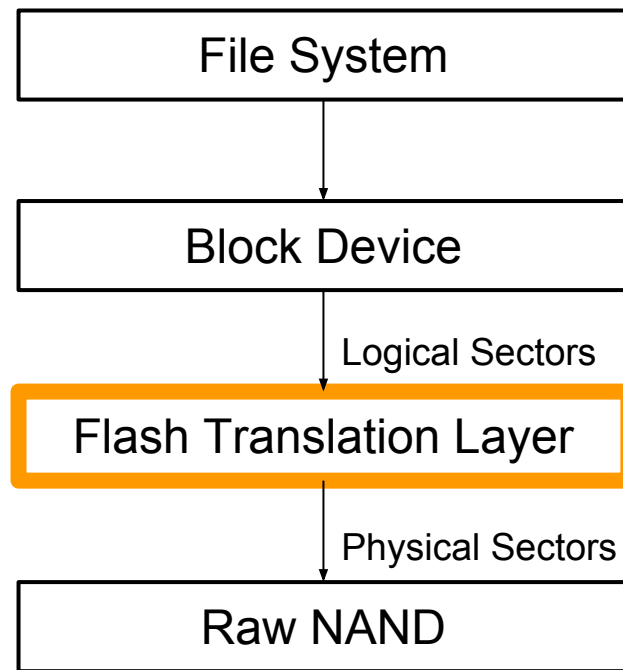 File System
Block Device
Logical Sectors
Flash Translation Layer
Physical Sectors
Raw NAND